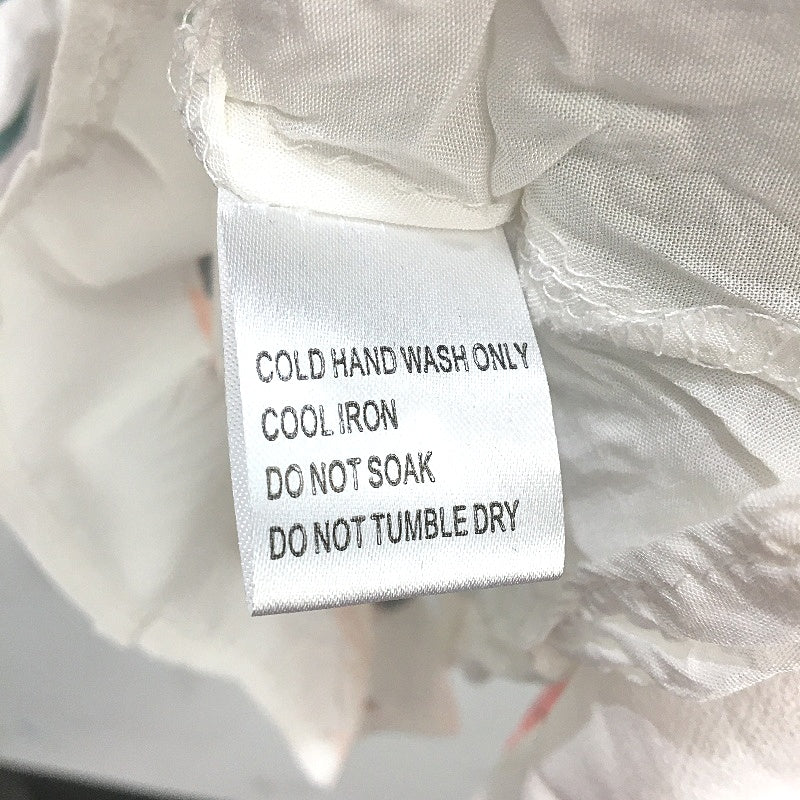 COLD HAND WASH ONLY
COOL IRON
DO NOT SOAK
DO NOT TUMBLE DRY